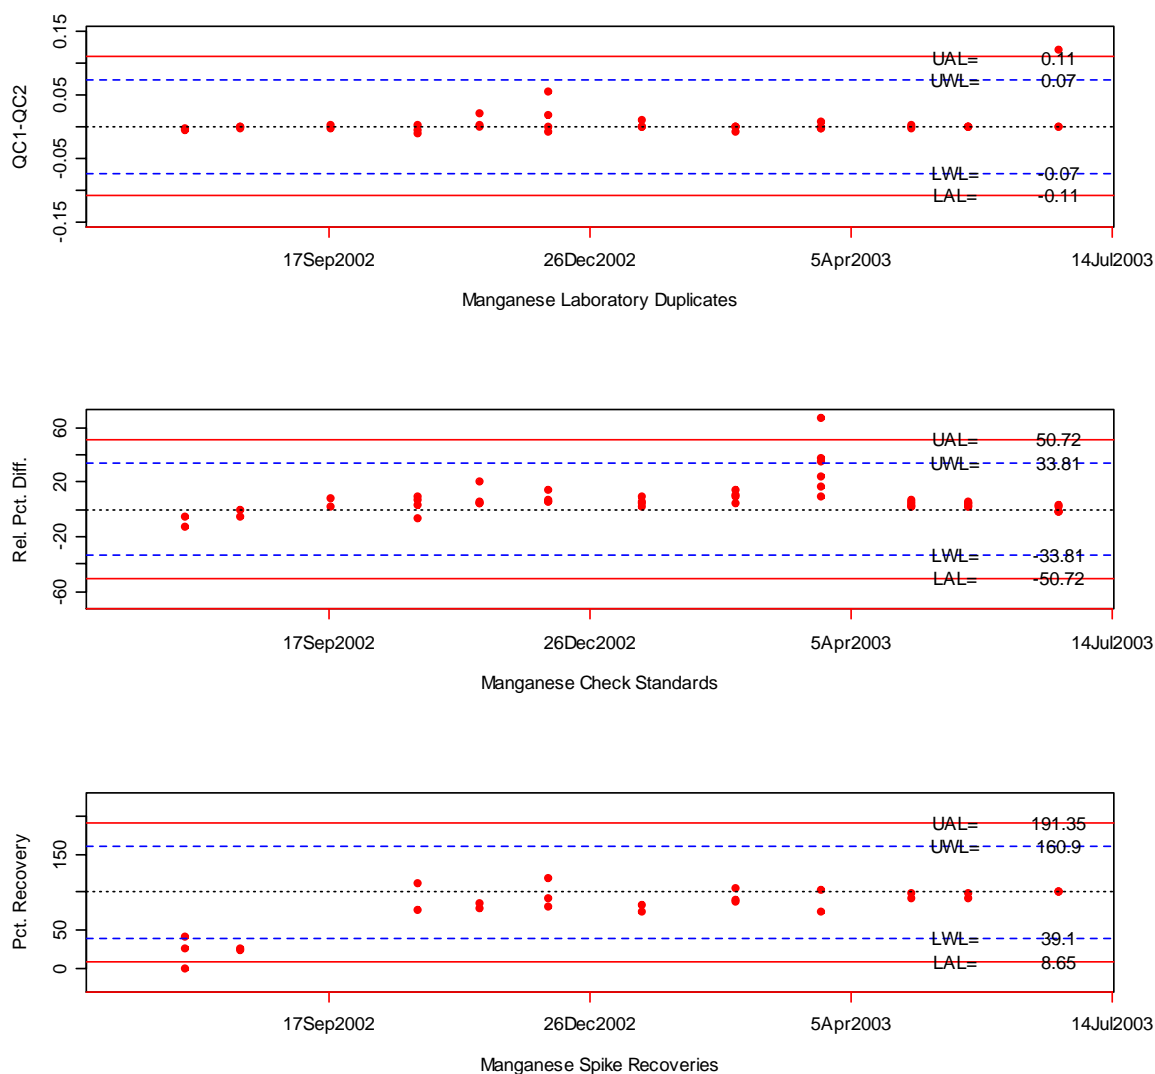 0.15
0.05
-0.05
-0.15
QC1-QC2
UAL= 0.11
UWL= 0.07
LWL= -0.07
LAL= -0.11
17Sep2002 26Dec2002 5Apr2003 14Jul2003
Manganese Laboratory Duplicates
60
20
-20
-60
Rel. Pct. Diff.
UAL= 50.72
UWL= 33.81
LWL= -33.81
LAL= -50.72
17Sep2002 26Dec2002 5Apr2003 14Jul2003
Manganese Check Standards
150
50
0
Pct. Recovery
UAL= 191.35
UWL= 160.9
LWL= 39.1
LAL= 8.65
17Sep2002 26Dec2002 5Apr2003 14Jul2003
Manganese Spike Recoveries